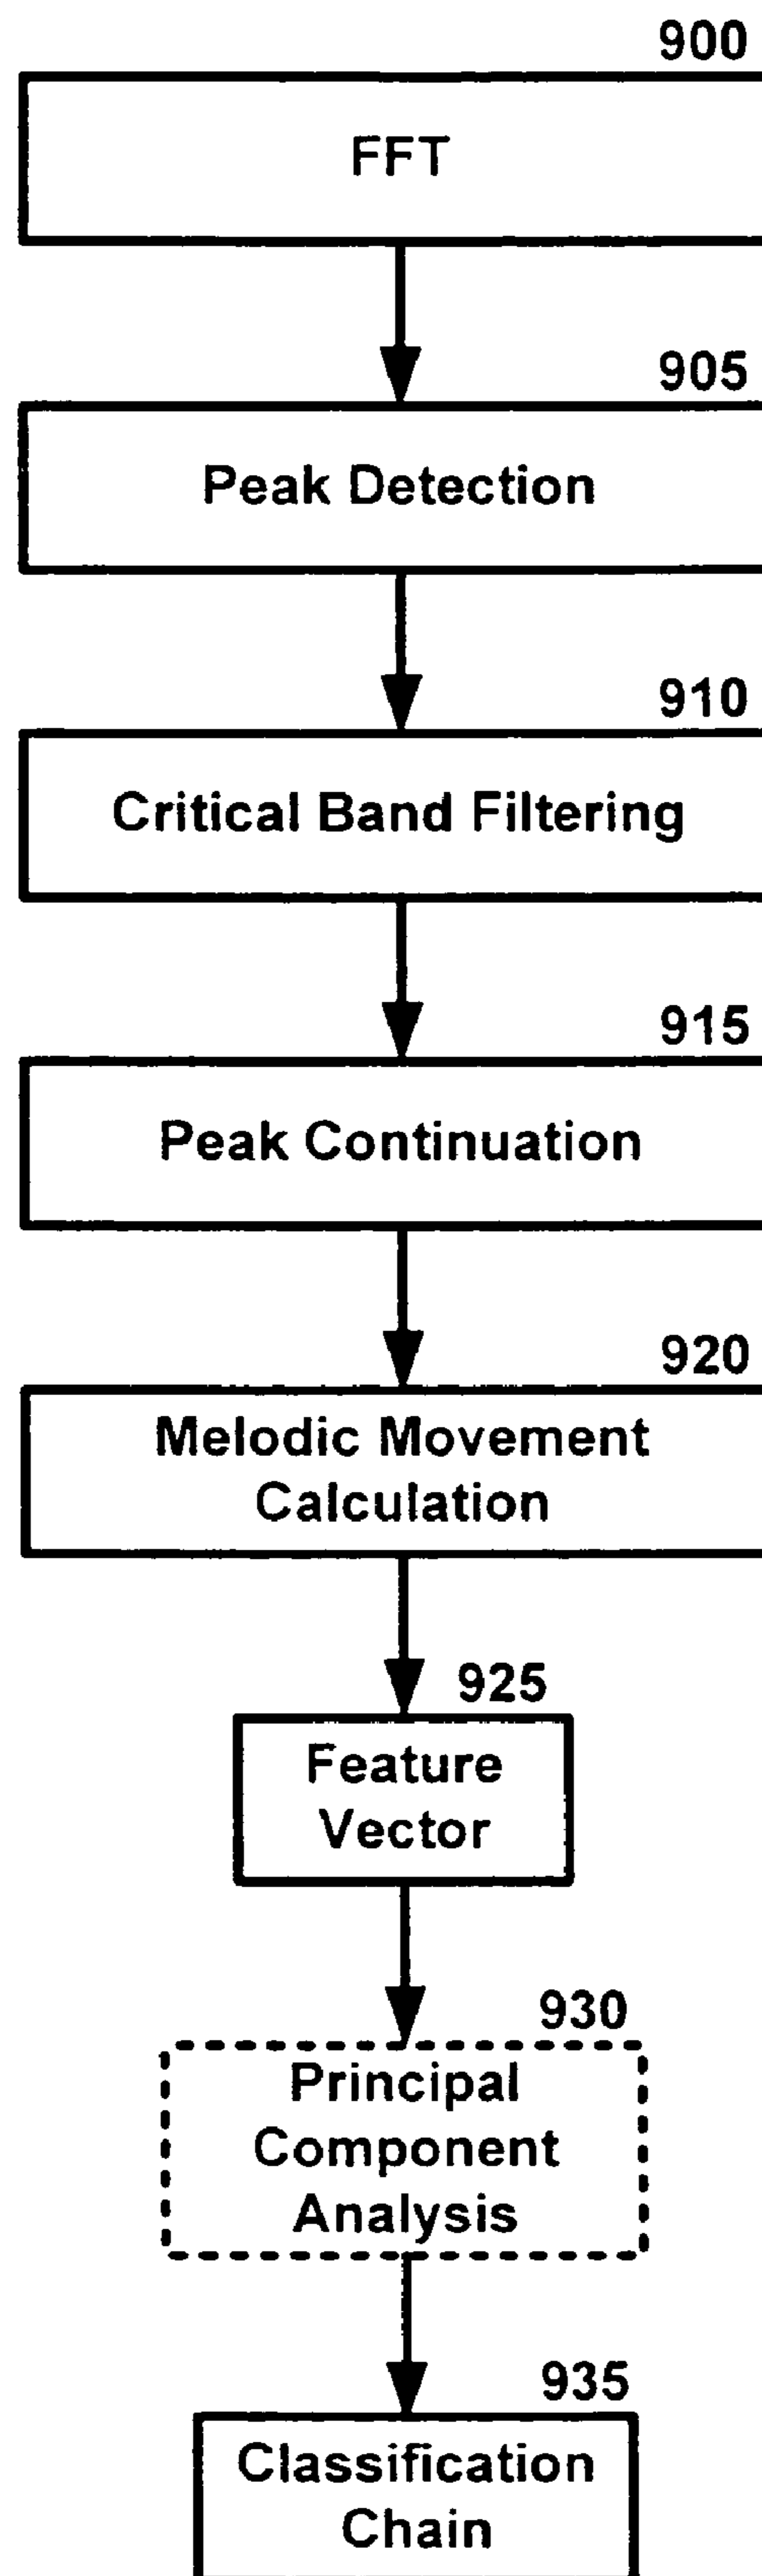 900
FFT
905
Peak Detection
910
Critical Band Filtering
915
Peak Continuation
920
Melodic Movement
Calculation
925
Feature
Vector
930
Principal
Component
Analysis
935
Classification
Chain